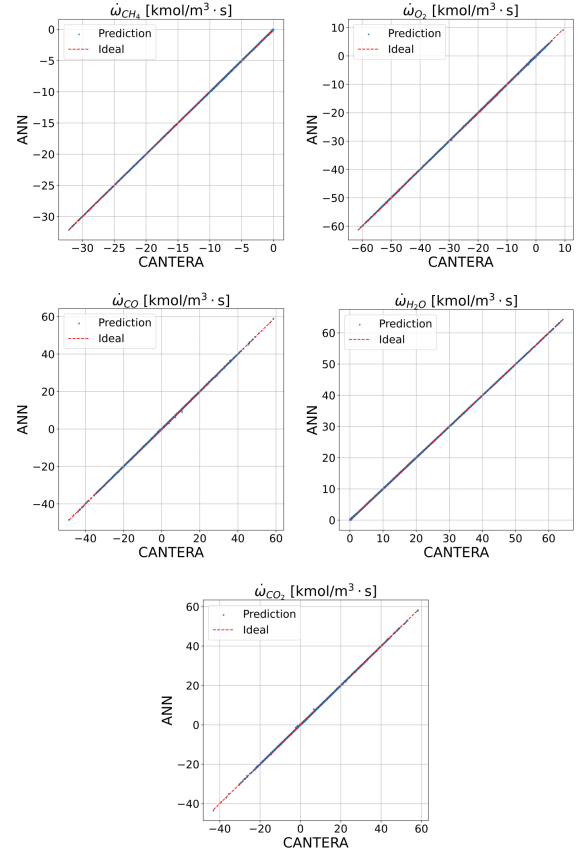 ω̇CH₄ [kmol/m³ · s]
Prediction
Ideal
0
−5
−10
−15
−20
−25
−30
ANN
−30 −25 −20 −15 −10 −5 0
CANTERA
ω̇O₂ [kmol/m³ · s]
Prediction
Ideal
10
0
−10
−20
−30
−40
−50
−60
ANN
−60 −50 −40 −30 −20 −10 0 10
CANTERA
ω̇CO [kmol/m³ · s]
Prediction
Ideal
60
40
20
0
−20
−40
ANN
−40 −20 0 20 40 60
CANTERA
ω̇H₂O [kmol/m³ · s]
Prediction
Ideal
60
50
40
30
20
10
0
ANN
0 10 20 30 40 50 60
CANTERA
ω̇CO₂ [kmol/m³ · s]
Prediction
Ideal
60
40
20
0
−20
−40
ANN
−40 −20 0 20 40 60
CANTERA